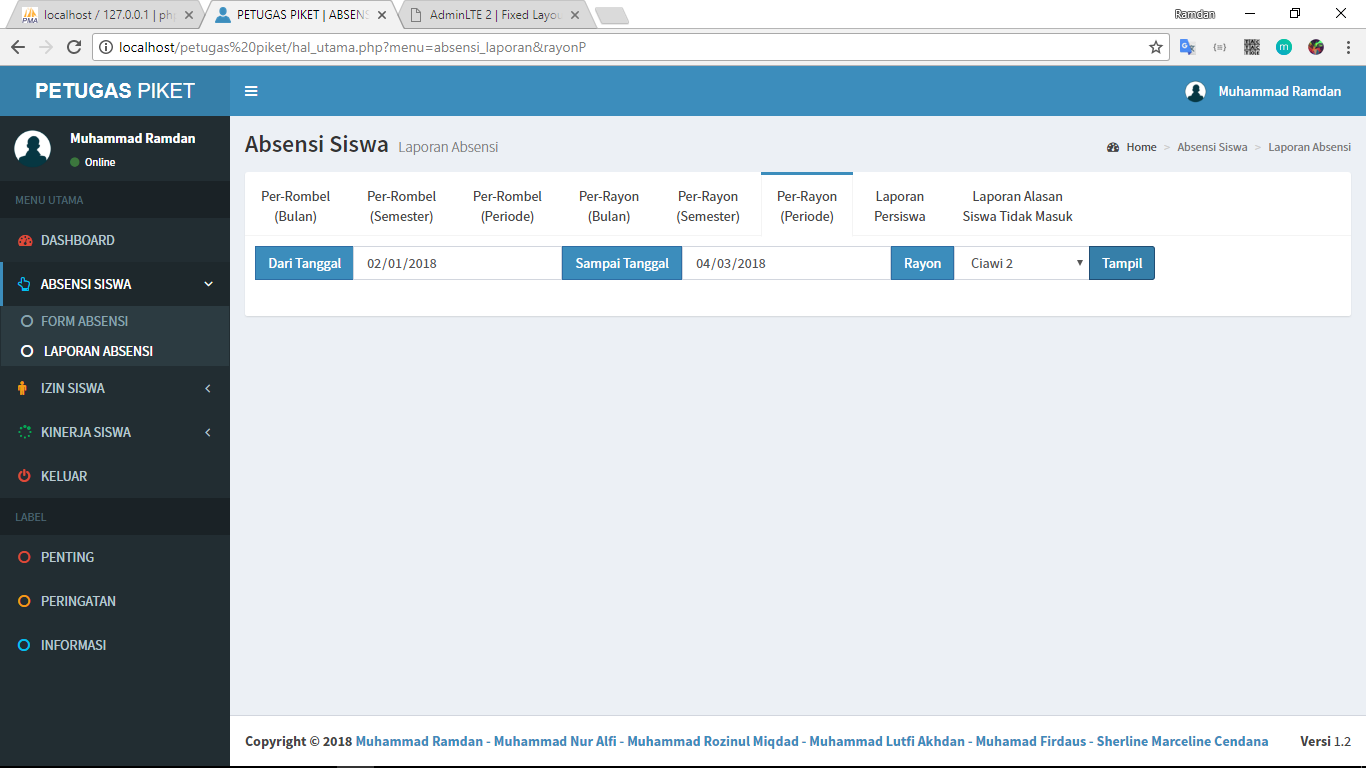 localhost / 127.0.0.1 | ph
PETUGAS PIKET | ABSEN
AdminLTE 2 | Fixed Layou
Ramdan
localhost/petugas%20piket/hal_utama.php?menu=absensi_laporan&rayonP
PETUGAS PIKET
Muhammad Ramdan
Muhammad Ramdan
Online
MENU UTAMA
DASHBOARD
ABSENSI SISWA
FORM ABSENSI
LAPORAN ABSENSI
IZIN SISWA
KINERJA SISWA
KELUAR
LABEL
PENTING
PERINGATAN
INFORMASI
Absensi Siswa Laporan Absensi
Home > Absensi Siswa > Laporan Absensi
Per-Rombel
(Bulan)
Per-Rombel
(Semester)
Per-Rombel
(Periode)
Per-Rayon
(Bulan)
Per-Rayon
(Semester)
Per-Rayon
(Periode)
Laporan
Persiswa
Laporan Alasan
Siswa Tidak Masuk
Dari Tanggal 02/01/2018 Sampai Tanggal 04/03/2018 Rayon Ciawi 2 Tampil
Copyright © 2018 Muhammad Ramdan - Muhammad Nur Alfi - Muhammad Rozinul Miqdad - Muhammad Lutfi Akhdan - Muhamad Firdaus - Sherline Marceline Cendana
Versi 1.2